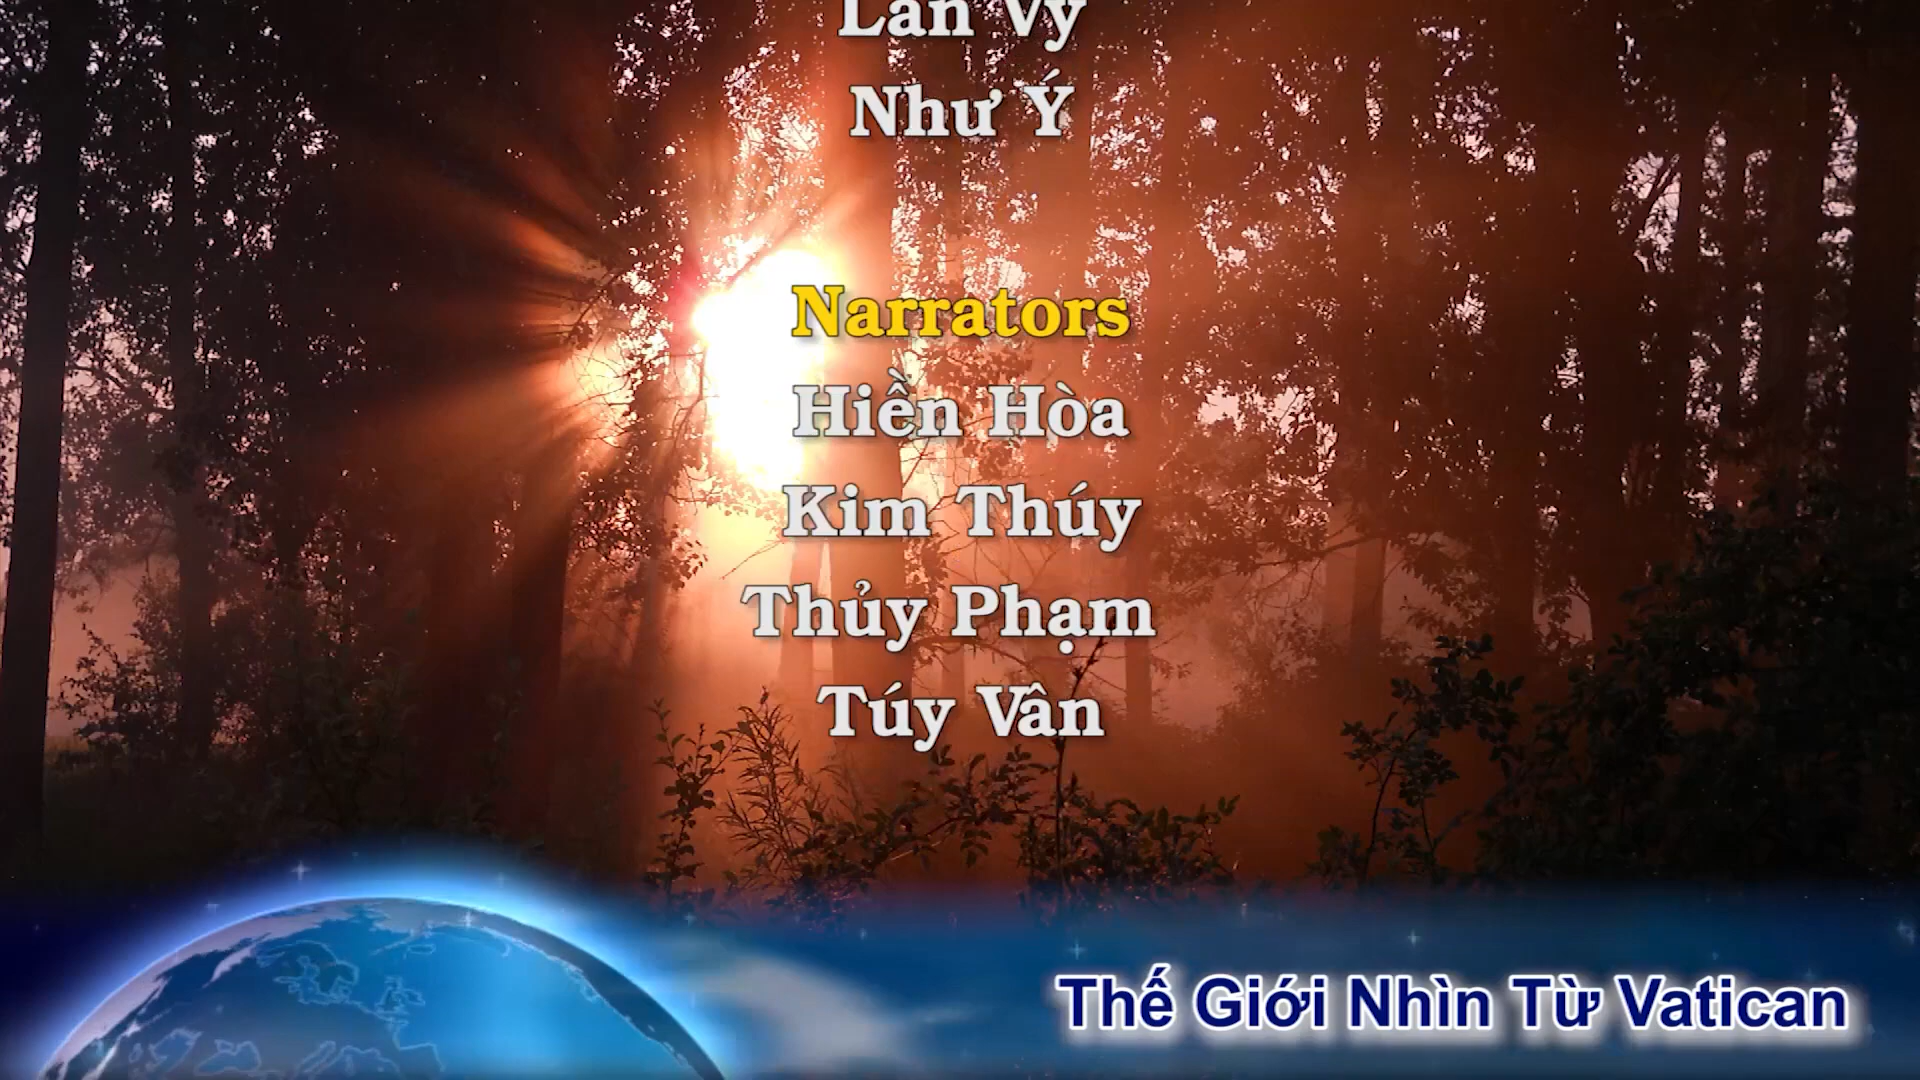 Lan Vy
Như Ý
Narrators
Hiền Hòa
Kim Thúy
Thủy Phạm
Túy Vân
Thế Giới Nhìn Từ Vatican